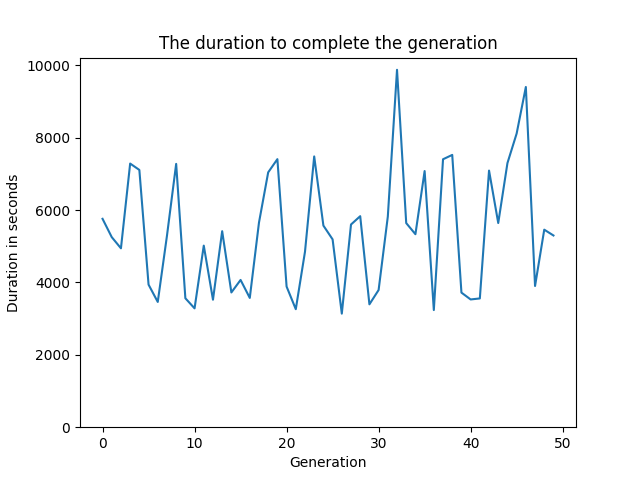 The duration to complete the generation
10000
8000
6000
4000
2000
0
Duration in seconds
0 10 20 30 40 50
Generation